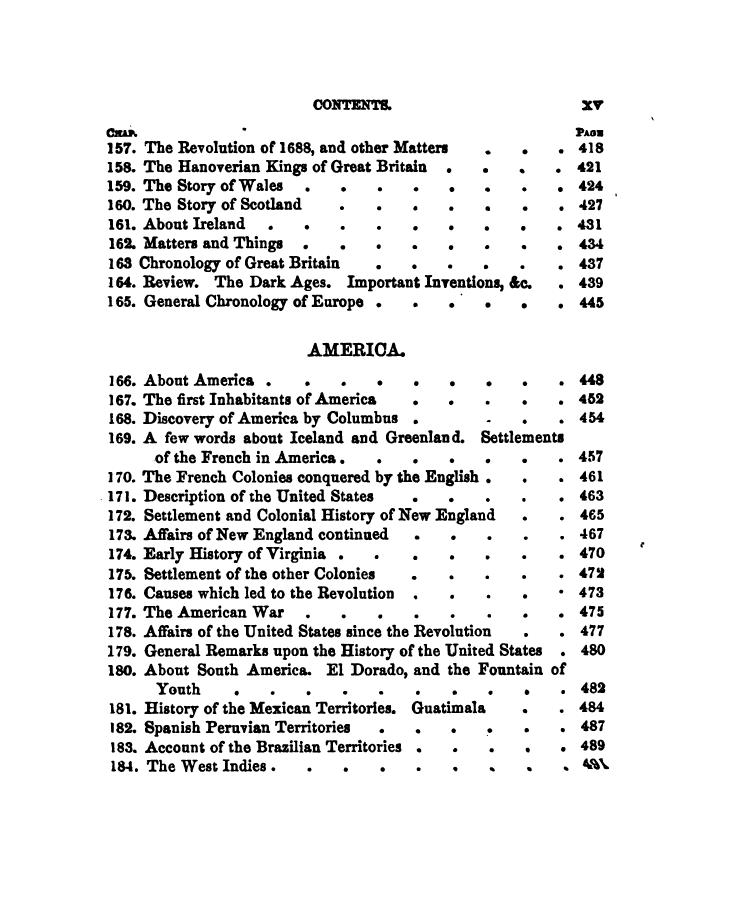 CONTENTS. XV
CHAP. PAGE
157. The Revolution of 1688, and other Matters . . . 418
158. The Hanoverian Kings of Great Britain . . . . 421
159. The Story of Wales . . . . . . . . 424
160. The Story of Scotland . . . . . . . 427
161. About Ireland . . . . . . . . . 431
162. Matters and Things . . . . . . . . 434
163 Chronology of Great Britain . . . . . . 437
164. Review. The Dark Ages. Important Inventions, &c. . 439
165. General Chronology of Europe . . . . . . 445
AMERICA.
166. About America . . . . . . . . . 448
167. The first Inhabitants of America . . . . . 452
168. Discovery of America by Columbus . . . . 454
169. A few words about Iceland and Greenland. Settlements
of the French in America . . . . . . . 457
170. The French Colonies conquered by the English . . . 461
171. Description of the United States . . . . . 463
172. Settlement and Colonial History of New England . . 465
173. Affairs of New England continued . . . . . 467
174. Early History of Virginia . . . . . . . 470
175. Settlement of the other Colonies . . . . . 472
176. Causes which led to the Revolution . . . . . 473
177. The American War . . . . . . . . 475
178. Affairs of the United States since the Revolution . . 477
179. General Remarks upon the History of the United States . 480
180. About South America. El Dorado, and the Fountain of
Youth . . . . . . . . . . 482
181. History of the Mexican Territories. Guatimala . . 484
182. Spanish Peruvian Territories . . . . . . 487
183. Account of the Brazilian Territories . . . . . 489
184. The West Indies . . . . . . . . . 491